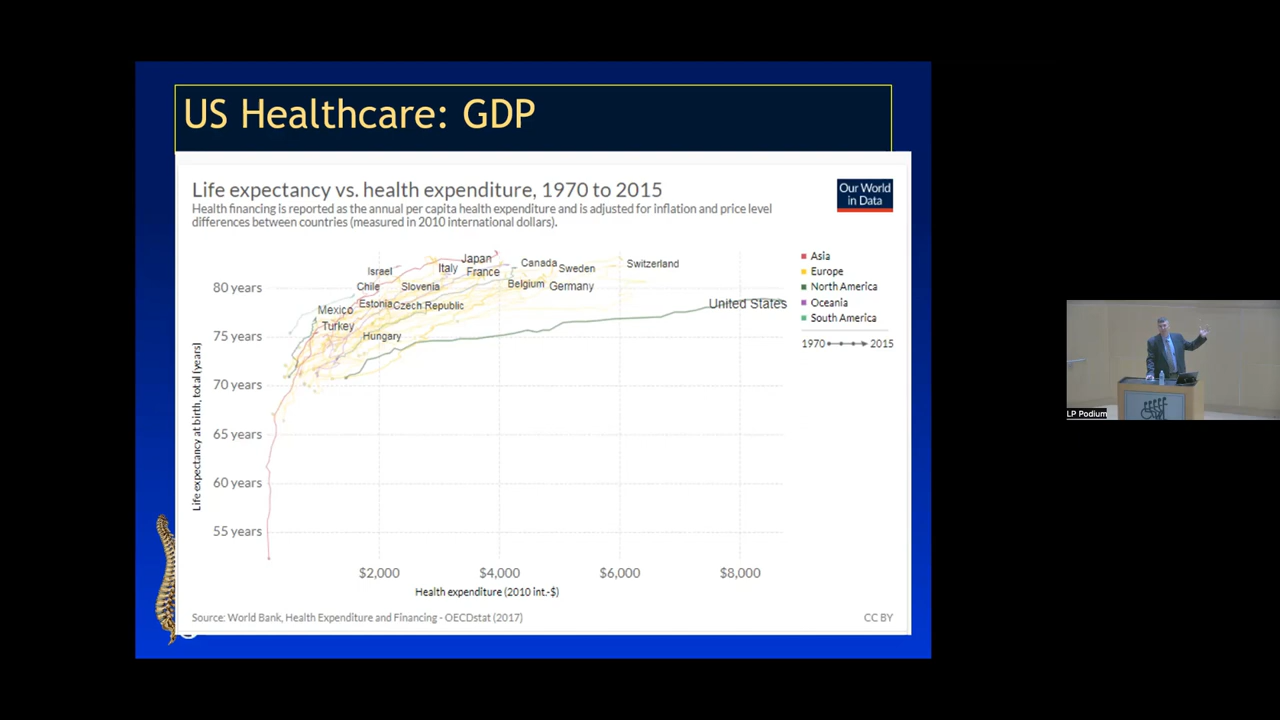 US Healthcare: GDP
Life expectancy vs. health expenditure, 1970 to 2015
Health financing is reported as the annual per capita health expenditure and is adjusted for inflation and price level
differences between countries (measured in 2010 international dollars).
Our World
in Data
Life expectancy at birth, total (years)
80 years
75 years
70 years
65 years
60 years
55 years
Japan
Israel
Italy
France
Canada
Sweden
Switzerland
Chile
Slovenia
Belgium
Germany
Mexico
Estonia
Czech Republic
United States
Turkey
Hungary
Asia
Europe
North America
Oceania
South America
1970
2015
$2,000
$4,000
$6,000
$8,000
Health expenditure (2010 int.-$)
Source: World Bank, Health Expenditure and Financing - OECDstat (2017)
CC BY
LP Podium